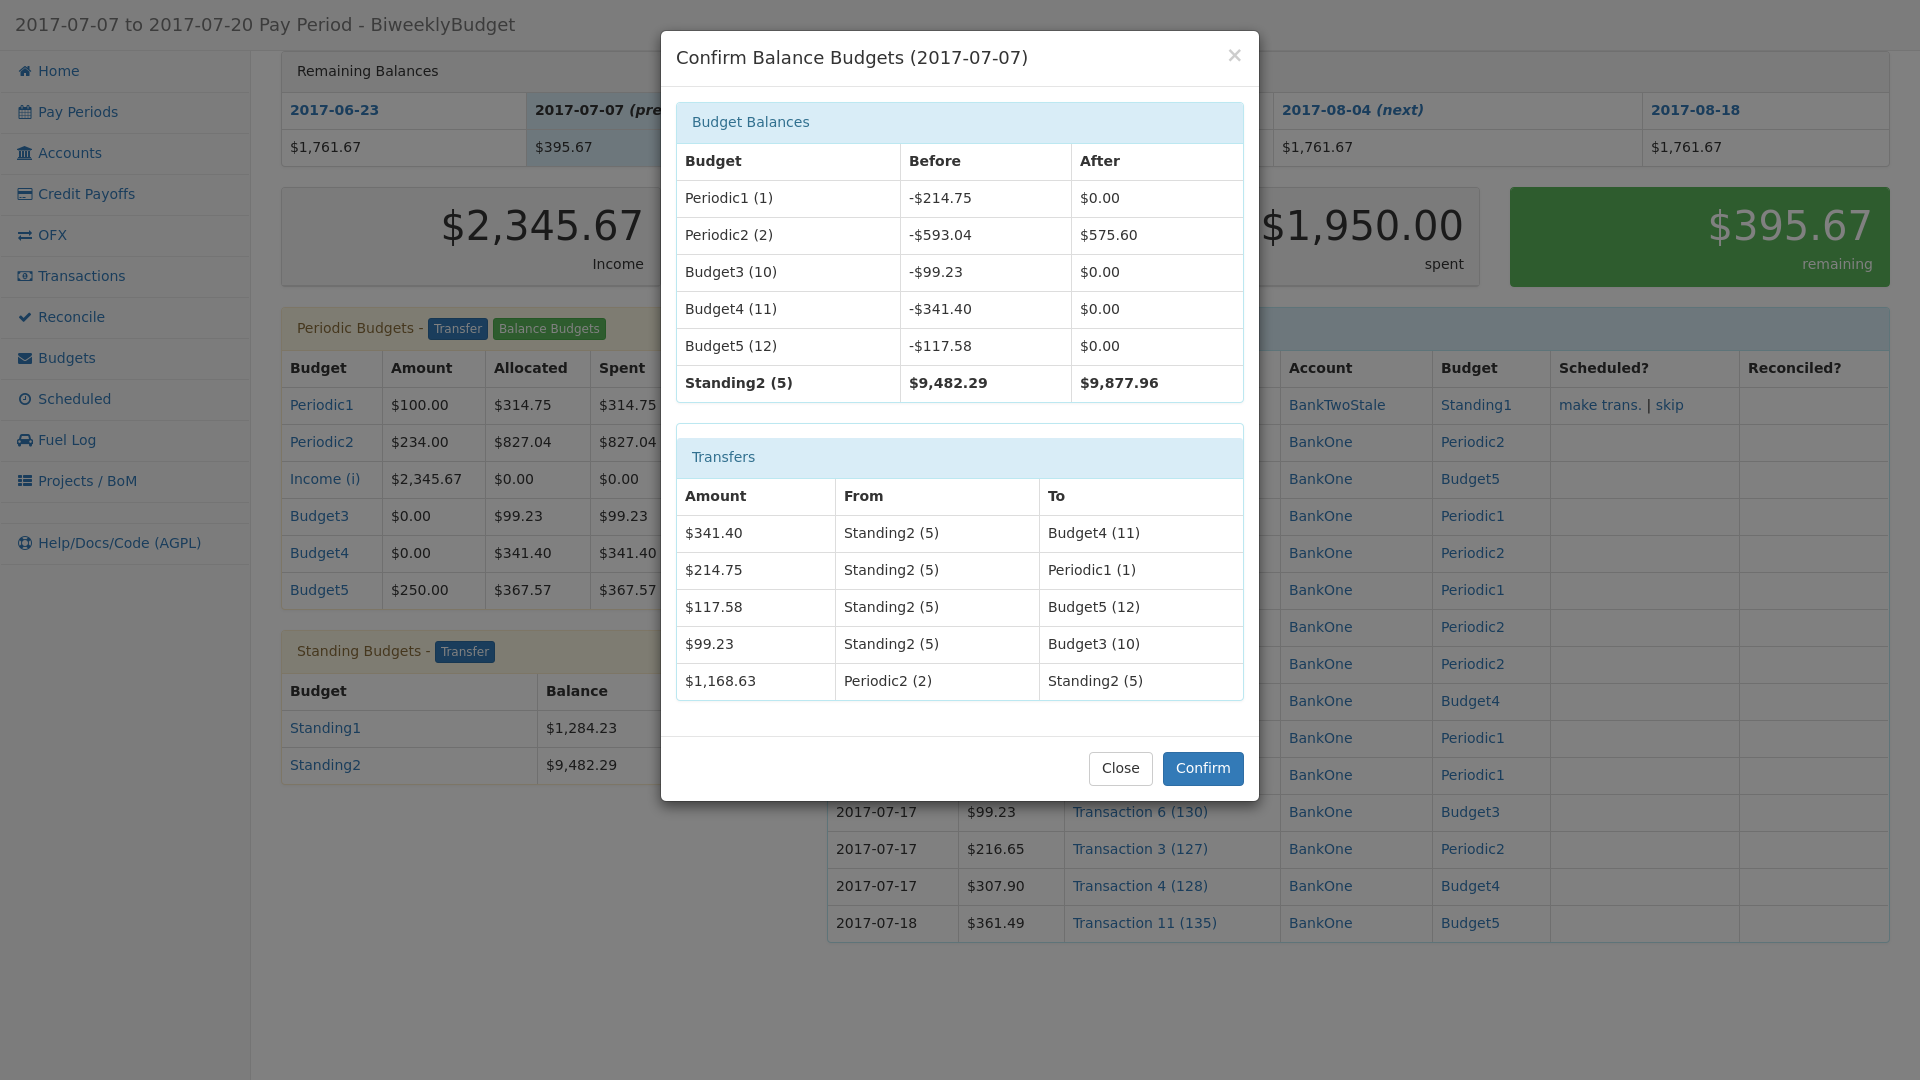 2017-07-07 to 2017-07-20 Pay Period - BiweeklyBudget
Home
Pay Periods
Accounts
Credit Payoffs
OFX
Transactions
Reconcile
Budgets
Scheduled
Fuel Log
Projects / BoM
Help/Docs/Code (AGPL)
Remaining Balances
2017-06-23 2017-07-07 (pre 2017-08-04 (next) 2017-08-18
$1,761.67 $395.67 $1,761.67 $1,761.67
$2,345.67 $1,950.00 $395.67
Income spent remaining
Periodic Budgets - Transfer Balance Budgets
Budget Amount Allocated Spent
Periodic1 $100.00 $314.75 $314.75
Periodic2 $234.00 $827.04 $827.04
Income (i) $2,345.67 $0.00 $0.00
Budget3 $0.00 $99.23 $99.23
Budget4 $0.00 $341.40 $341.40
Budget5 $250.00 $367.57 $367.57
Standing Budgets - Transfer
Budget Balance
Standing1 $1,284.23
Standing2 $9,482.29
Confirm Balance Budgets (2017-07-07) ×
Budget Balances
Budget Before After
Periodic1 (1) -$214.75 $0.00
Periodic2 (2) -$593.04 $575.60
Budget3 (10) -$99.23 $0.00
Budget4 (11) -$341.40 $0.00
Budget5 (12) -$117.58 $0.00
Standing2 (5) $9,482.29 $9,877.96
Transfers
Amount From To
$341.40 Standing2 (5) Budget4 (11)
$214.75 Standing2 (5) Periodic1 (1)
$117.58 Standing2 (5) Budget5 (12)
$99.23 Standing2 (5) Budget3 (10)
$1,168.63 Periodic2 (2) Standing2 (5)
Close Confirm
Account Budget Scheduled? Reconciled?
BankTwoStale Standing1 make trans. | skip
BankOne Periodic2
BankOne Budget5
BankOne Periodic1
BankOne Periodic2
BankOne Periodic1
BankOne Periodic2
BankOne Periodic2
BankOne Budget4
BankOne Periodic1
BankOne Periodic1
2017-07-17 $99.23 Transaction 6 (130) BankOne Budget3
2017-07-17 $216.65 Transaction 3 (127) BankOne Periodic2
2017-07-17 $307.90 Transaction 4 (128) BankOne Budget4
2017-07-18 $361.49 Transaction 11 (135) BankOne Budget5